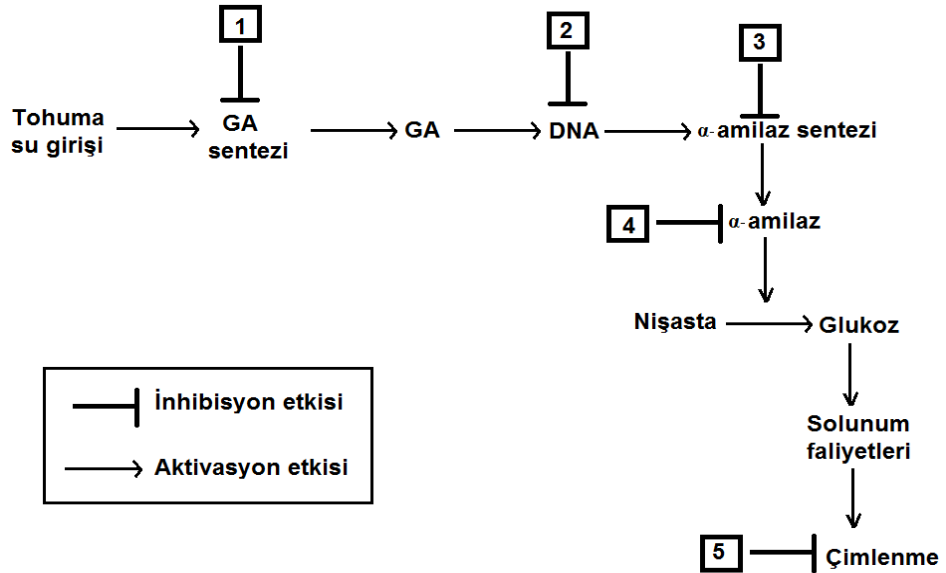 1
2
3
Tohuma
su girişi
GA
sentezi
GA
DNA
α-amilaz sentezi
4
α-amilaz
Nişasta
Glukoz
İnhibisyon etkisi
Aktivasyon etkisi
Solunum
faliyetleri
5
Çimlenme